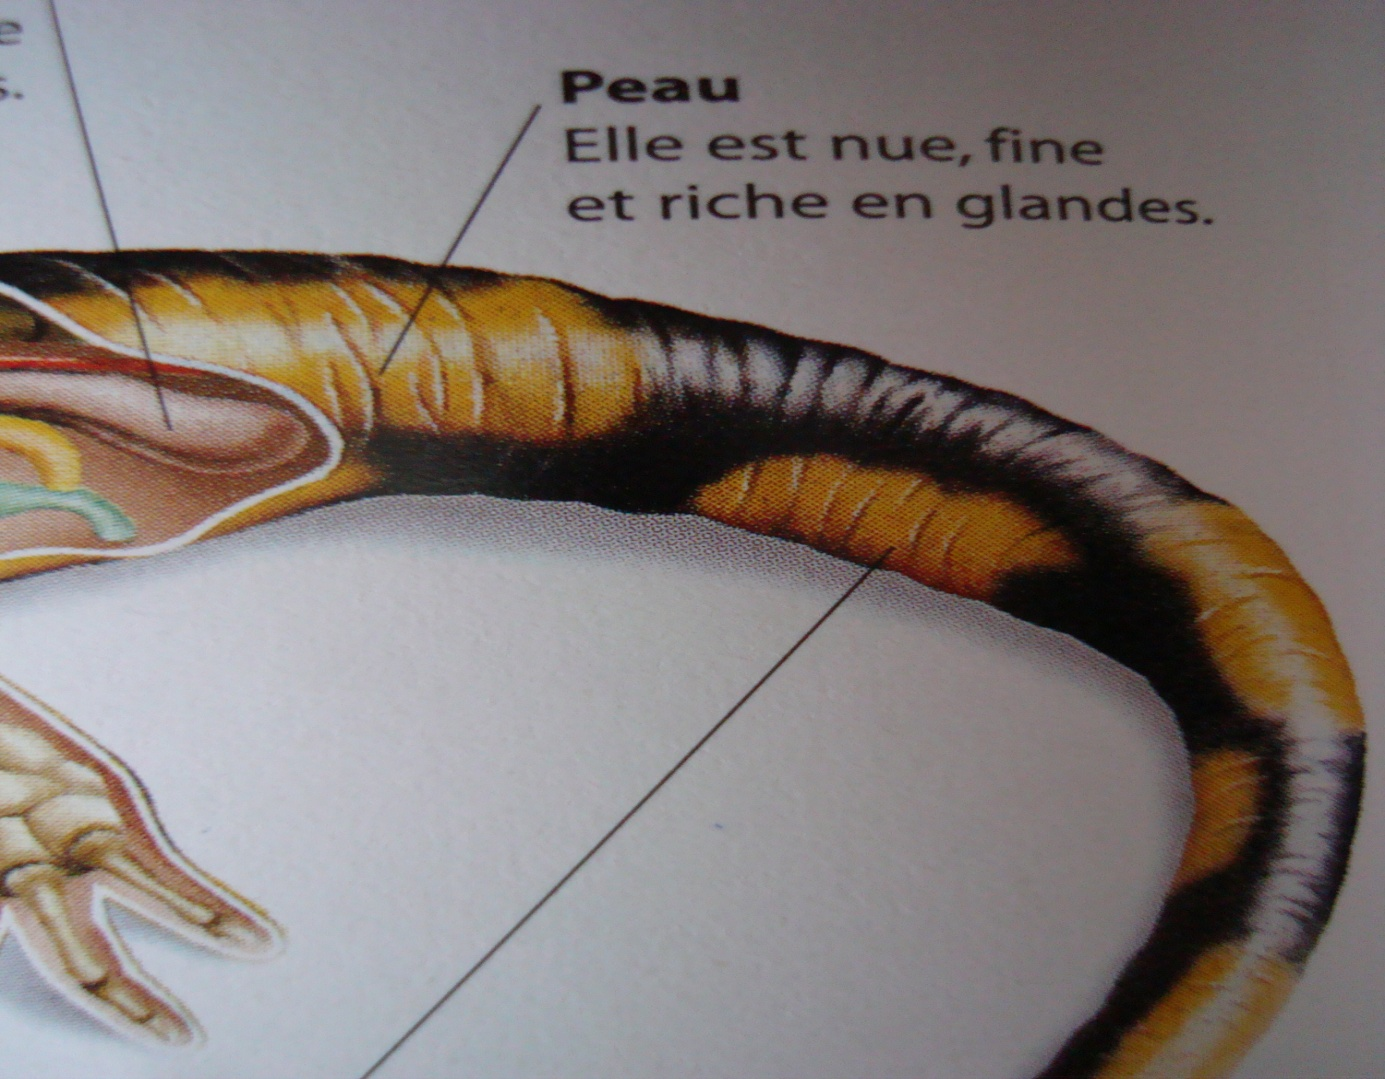 e
s.
Peau
Elle est nue, fine
et riche en glandes.